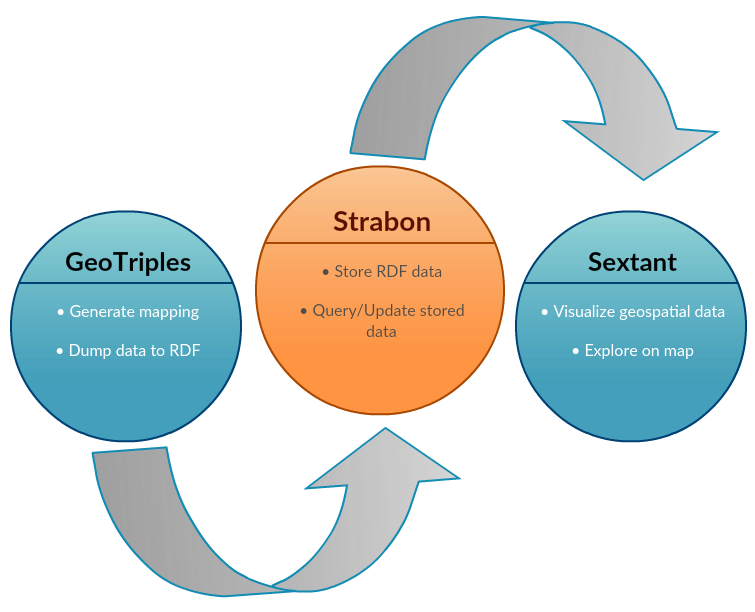 GeoTriples
• Generate mapping
• Dump data to RDF
Strabon
• Store RDF data
• Query/Update stored
data
Sextant
• Visualize geospatial data
• Explore on map